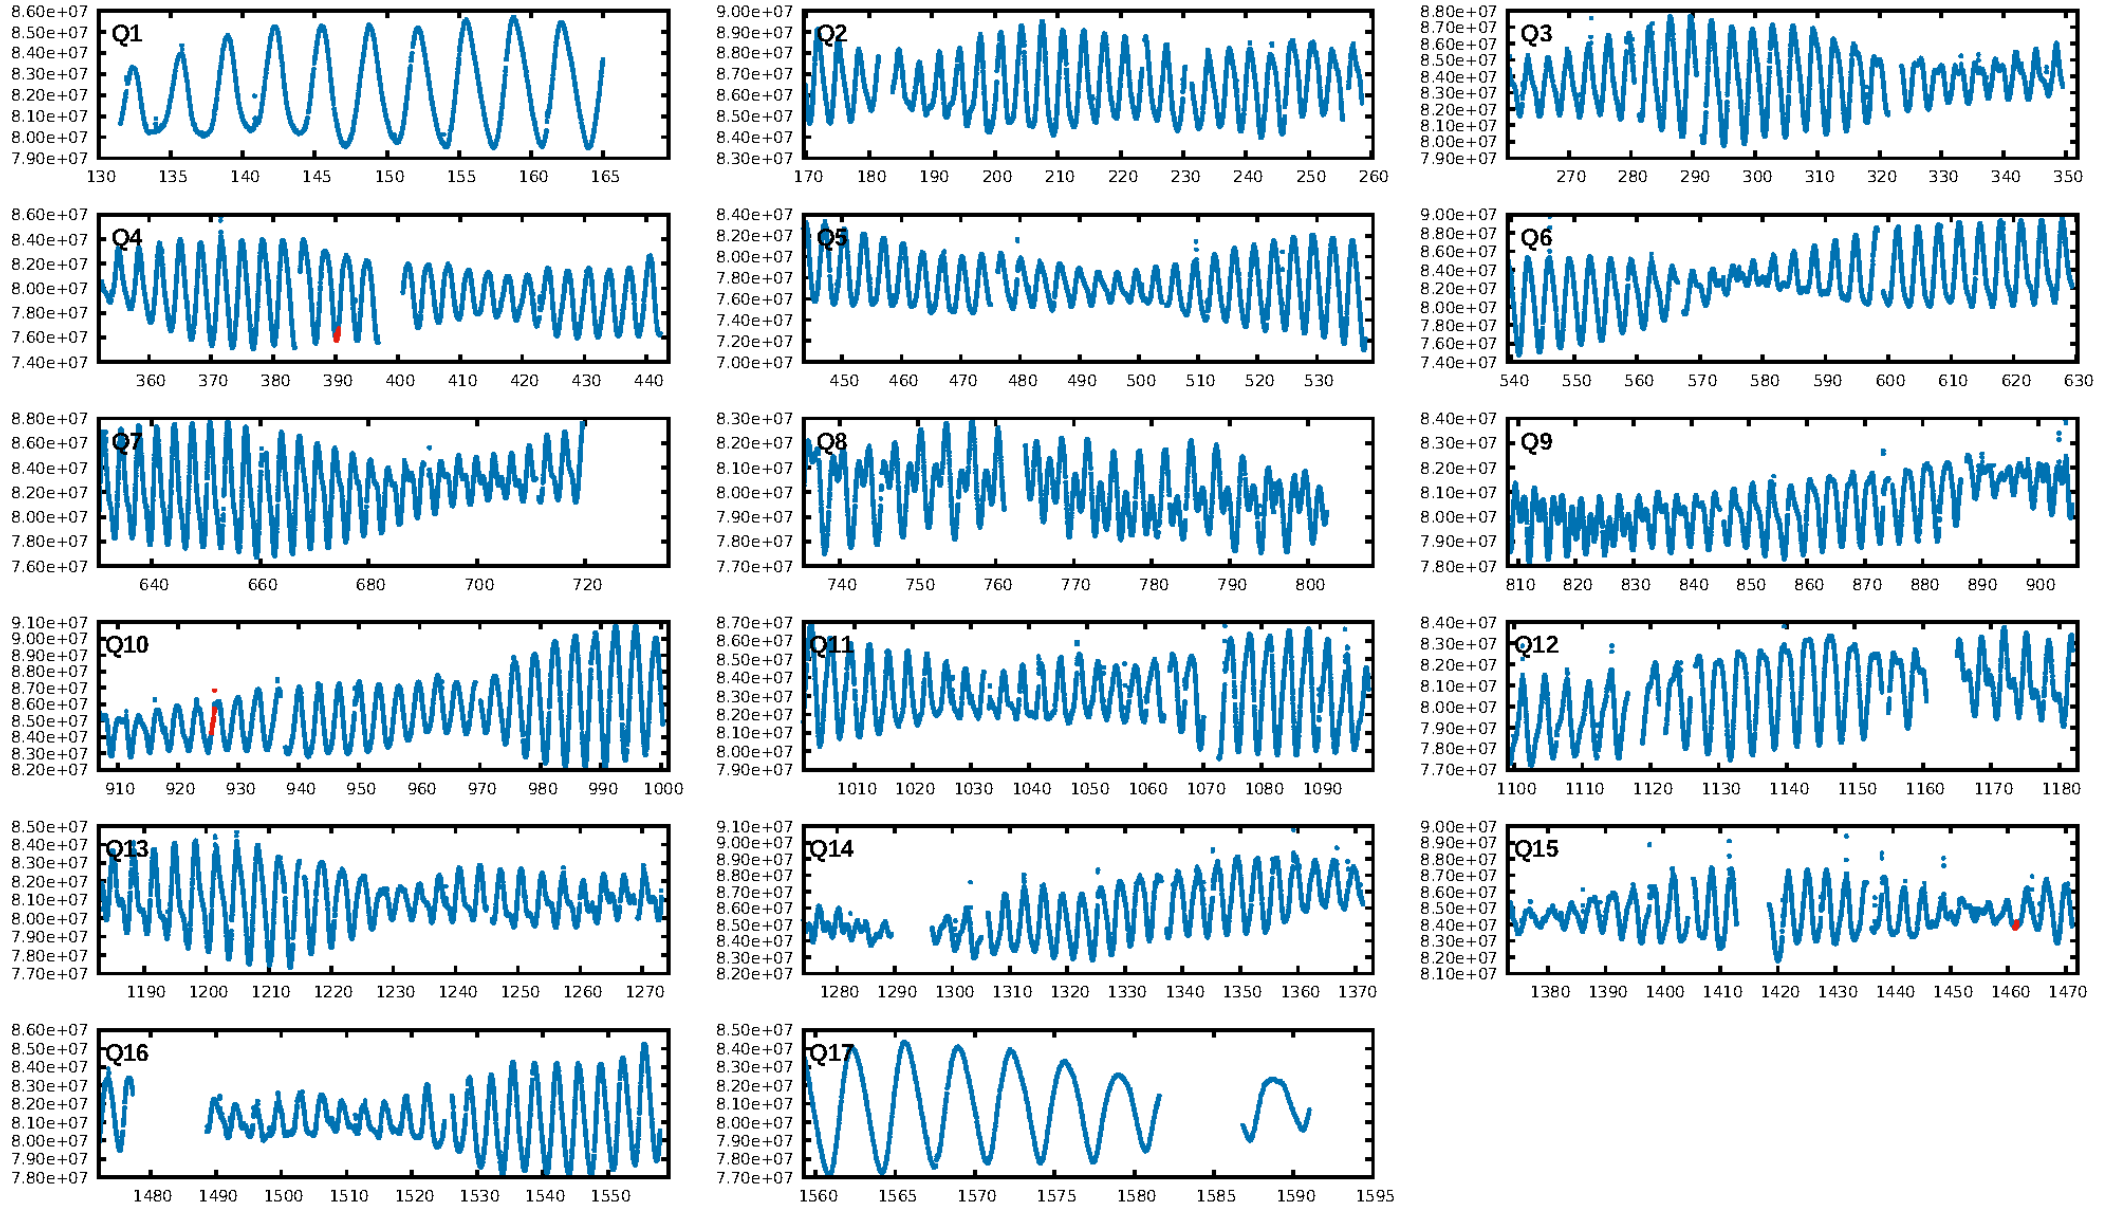 8.60e+07
Q1
8.50e+07
8.40e+07
8.30e+07
8.20e+07
8.10e+07
8.00e+07
7.90e+07
130 135 140 145 150 155 160 165
9.00e+07
Q2
8.90e+07
8.80e+07
8.70e+07
8.60e+07
8.50e+07
8.40e+07
8.30e+07
170 180 190 200 210 220 230 240 250 260
8.80e+07
Q3
8.70e+07
8.60e+07
8.50e+07
8.40e+07
8.30e+07
8.20e+07
8.10e+07
8.00e+07
7.90e+07
270 280 290 300 310 320 330 340 350
8.60e+07
Q4
8.40e+07
8.20e+07
8.00e+07
7.80e+07
7.60e+07
7.40e+07
360 370 380 390 400 410 420 430 440
8.40e+07
Q5
8.20e+07
8.00e+07
7.80e+07
7.60e+07
7.40e+07
7.20e+07
7.00e+07
450 460 470 480 490 500 510 520 530
9.00e+07
Q6
8.80e+07
8.60e+07
8.40e+07
8.20e+07
8.00e+07
7.80e+07
7.60e+07
7.40e+07
540 550 560 570 580 590 600 610 620 630
8.80e+07
Q7
8.60e+07
8.40e+07
8.20e+07
8.00e+07
7.80e+07
7.60e+07
640 660 680 700 720
8.30e+07
Q8
8.20e+07
8.10e+07
8.00e+07
7.90e+07
7.80e+07
7.70e+07
740 750 760 770 780 790 800
8.40e+07
Q9
8.30e+07
8.20e+07
8.10e+07
8.00e+07
7.90e+07
7.80e+07
810 820 830 840 850 860 870 880 890 900
9.10e+07
Q10
9.00e+07
8.90e+07
8.80e+07
8.70e+07
8.60e+07
8.50e+07
8.40e+07
8.30e+07
8.20e+07
910 920 930 940 950 960 970 980 990 1000
8.70e+07
Q11
8.60e+07
8.50e+07
8.40e+07
8.30e+07
8.20e+07
8.10e+07
8.00e+07
7.90e+07
1010 1020 1030 1040 1050 1060 1070 1080 1090
8.40e+07
Q12
8.30e+07
8.20e+07
8.10e+07
8.00e+07
7.90e+07
7.80e+07
7.70e+07
1100 1110 1120 1130 1140 1150 1160 1170 1180
8.50e+07
Q13
8.40e+07
8.30e+07
8.20e+07
8.10e+07
8.00e+07
7.90e+07
7.80e+07
7.70e+07
1190 1200 1210 1220 1230 1240 1250 1260 1270
9.10e+07
Q14
9.00e+07
8.90e+07
8.80e+07
8.70e+07
8.60e+07
8.50e+07
8.40e+07
8.30e+07
8.20e+07
1280 1290 1300 1310 1320 1330 1340 1350 1360 1370
9.00e+07
Q15
8.90e+07
8.80e+07
8.70e+07
8.60e+07
8.50e+07
8.40e+07
8.30e+07
8.20e+07
8.10e+07
1380 1390 1400 1410 1420 1430 1440 1450 1460 1470
8.60e+07
Q16
8.50e+07
8.40e+07
8.30e+07
8.20e+07
8.10e+07
8.00e+07
7.90e+07
7.80e+07
1480 1490 1500 1510 1520 1530 1540 1550
8.50e+07
Q17
8.40e+07
8.30e+07
8.20e+07
8.10e+07
8.00e+07
7.90e+07
7.80e+07
7.70e+07
1560 1565 1570 1575 1580 1585 1590 1595